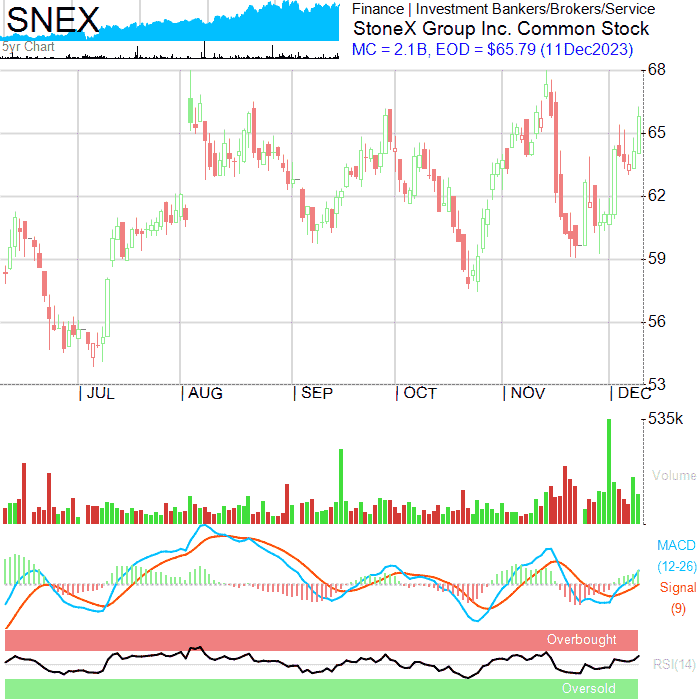 SNEX
5yr Chart
Finance | Investment Bankers/Brokers/Service
StoneX Group Inc. Common Stock
MC = 2.1B, EOD = $65.79 (11Dec2023)
68
65
62
59
56
53
JUL AUG SEP OCT NOV DEC
535k
Volume
MACD
(12-26)
Signal
(9)
Overbought
RSI(14)
Oversold